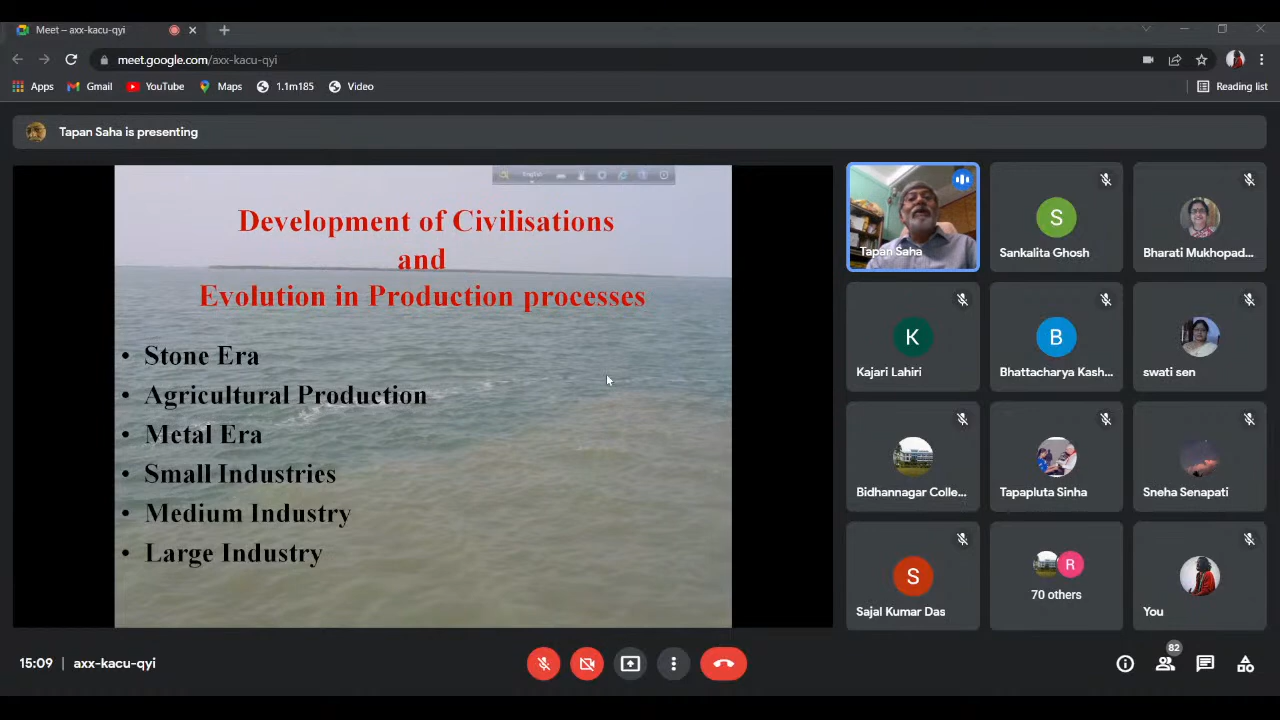 Meet – axx-kacu-qyi
meet.google.com/axx-kacu-qyi
Apps
Gmail
YouTube
Maps
1.1m185
Video
Reading list
Tapan Saha is presenting
English
Development of Civilisations
and
Evolution in Production processes
• Stone Era
• Agricultural Production
• Metal Era
• Small Industries
• Medium Industry
• Large Industry
Tapan Saha
S
Sankalita Ghosh
Bharati Mukhopad...
K
Kajari Lahiri
B
Bhattacharya Kash...
swati sen
Bidhannagar Colle...
Tapapluta Sinha
Sneha Senapati
S
Sajal Kumar Das
R
70 others
You
15:09 | axx-kacu-qyi
82